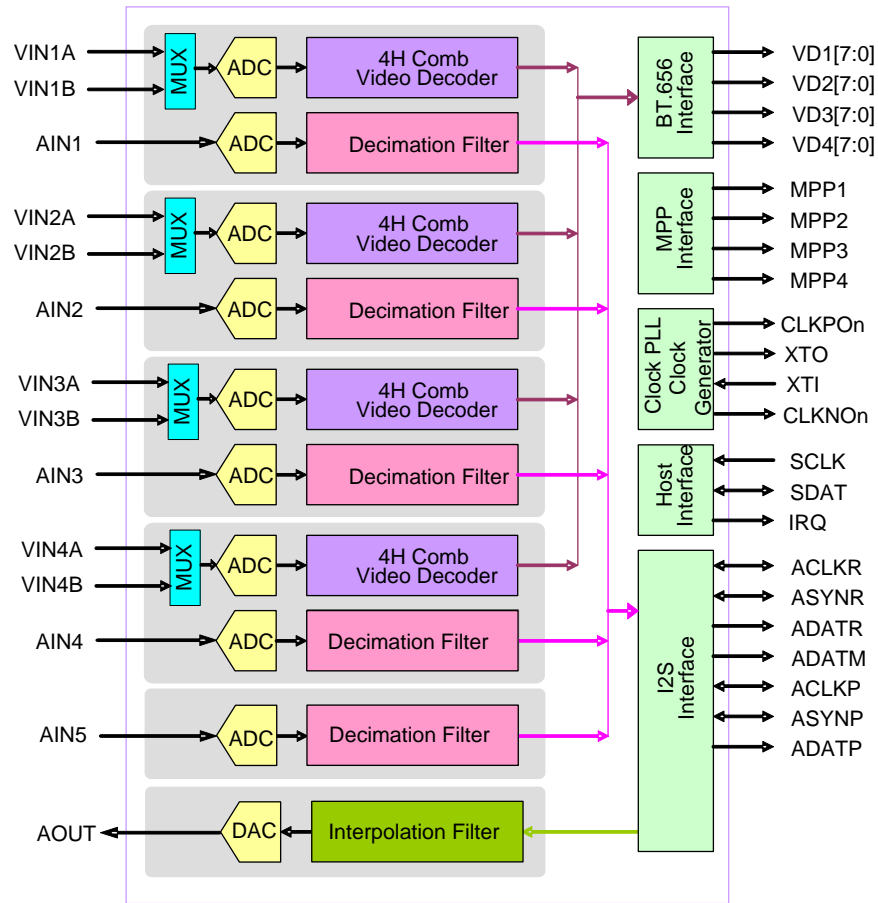 VIN1A
VIN1B
MUX
ADC
4H Comb
Video Decoder
AIN1
ADC
Decimation Filter
VIN2A
VIN2B
MUX
ADC
4H Comb
Video Decoder
AIN2
ADC
Decimation Filter
VIN3A
VIN3B
MUX
ADC
4H Comb
Video Decoder
AIN3
ADC
Decimation Filter
VIN4A
VIN4B
MUX
ADC
4H Comb
Video Decoder
AIN4
ADC
Decimation Filter
AIN5
ADC
Decimation Filter
AOUT
DAC
Interpolation Filter
BT.656
Interface
VD1[7:0]
VD2[7:0]
VD3[7:0]
VD4[7:0]
MPP
Interface
MPP1
MPP2
MPP3
MPP4
Clock PLL
Clock
Generator
CLKPOn
XTO
XTI
CLKNOn
Host
Interface
SCLK
SDAT
IRQ
I2S
Interface
ACLKR
ASYNR
ADATR
ADATM
ACLKP
ASYNP
ADATP